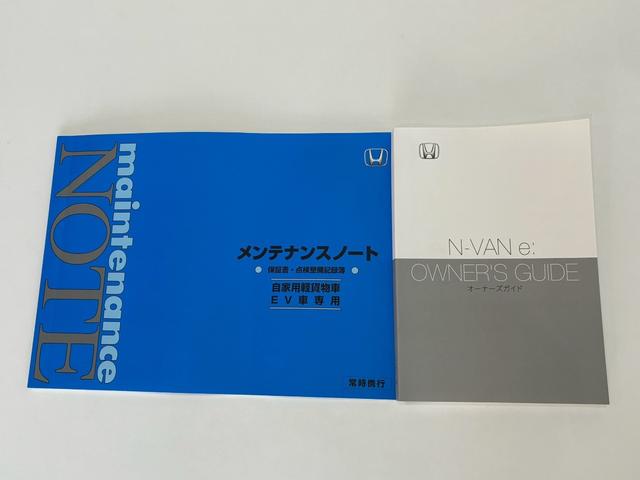 maintenance
NOTE
メンテナンスノート
保証書・点検整備記録簿
自家用軽貨物車
EV車専用
常時携行
N-VAN e:
OWNER'S GUIDE
オーナーズガイド